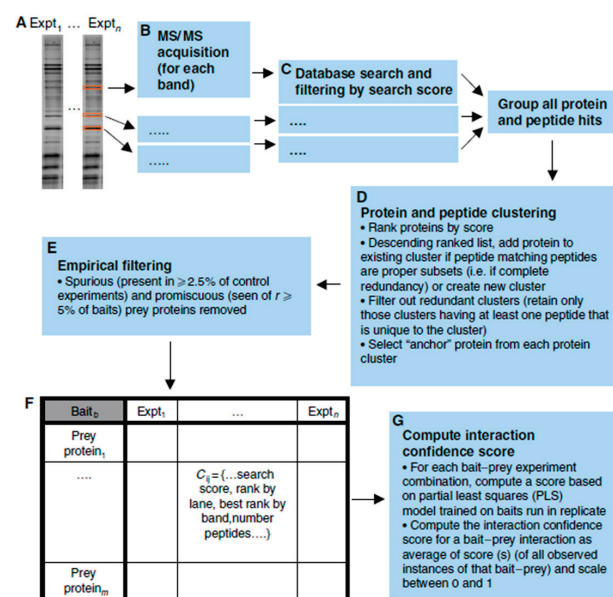 A Expt1 ... Exptn
...
B
MS/MS
acquisition
(for each
band)
.....
.....
C Database search and
filtering by search score
....
....
Group all protein
and peptide hits
D
Protein and peptide clustering
• Rank proteins by score
• Descending ranked list, add protein to
existing cluster if peptide matching peptides
are proper subsets (i.e. if complete
redundancy) or create new cluster
• Filter out redundant clusters (retain only
those clusters having at least one peptide that
is unique to the cluster)
• Select “anchor” protein from each protein
cluster
E
Empirical filtering
• Spurious (present in ⩾2.5% of control
experiments) and promiscuous (seen of r ⩾
5% of baits) prey proteins removed
F
Baitb Expt1 ... Exptn
Prey
protein1
....
Cij = {...search
score, rank by
lane, best rank by
band,number
peptides....}
Prey
proteinm
G
Compute interaction
confidence score
• For each bait–prey experiment
combination, compute a score based
on partial least squares (PLS)
model trained on baits run in replicate
• Compute the interaction confidence
score for a bait–prey interaction as
average of score (s) (of all observed
instances of that bait–prey) and scale
between 0 and 1